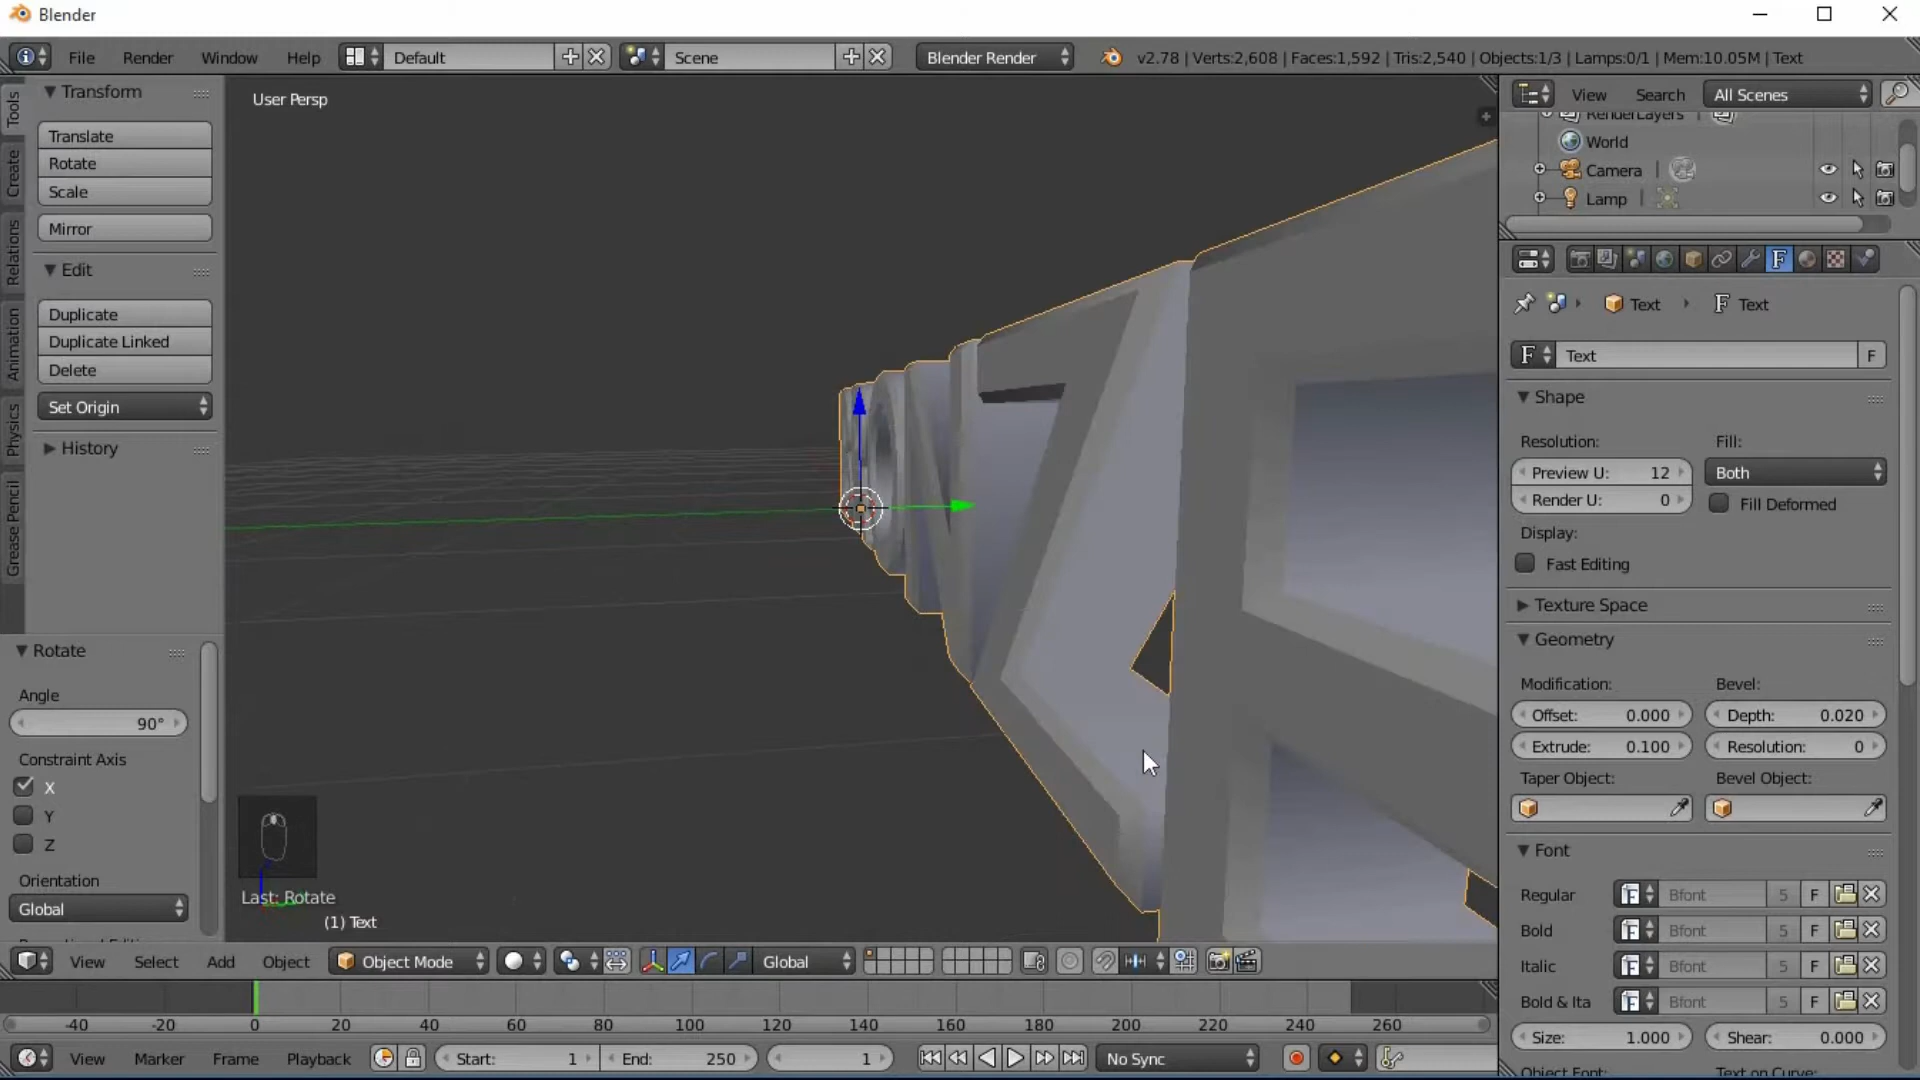 Blender
File Render Window Help Default Scene Blender Render v2.78 | Verts:2,608 | Faces:1,592 | Tris:2,540 | Objects:1/3 | Lamps:0/1 | Mem:10.05M | Text
Tools
Create
Relations
Animation
Physics
Grease Pencil
Transform
Translate
Rotate
Scale
Mirror
Edit
Duplicate
Duplicate Linked
Delete
Set Origin
History
Rotate
Angle
90°
Constraint Axis
X
Y
Z
Orientation
Global
User Persp
Last: Rotate
(1) Text
View Select Add Object Object Mode Global
-40 -20 0 20 40 60 80 100 120 140 160 180 200 220 240 260
View Marker Frame Playback Start: 1 End: 250 1 No Sync
View Search All Scenes
RenderLayers
World
Camera
Lamp
Text F Text
F Text F
Shape
Resolution: Fill:
Preview U: 12 Both
Render U: 0 Fill Deformed
Display:
Fast Editing
Texture Space
Geometry
Modification: Bevel:
Offset: 0.000 Depth: 0.020
Extrude: 0.100 Resolution: 0
Taper Object: Bevel Object:
Font
Regular Bfont 5 F
Bold Bfont 5 F
Italic Bfont 5 F
Bold & Ita Bfont 5 F
Size: 1.000 Shear: 0.000
Object Font: Text on Curve: